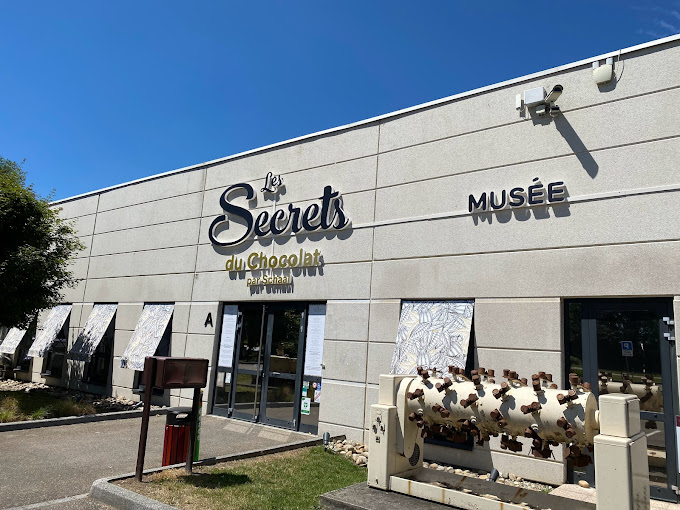 Les
Secrets
du Chocolat
Par Schaal
MUSÉE
A